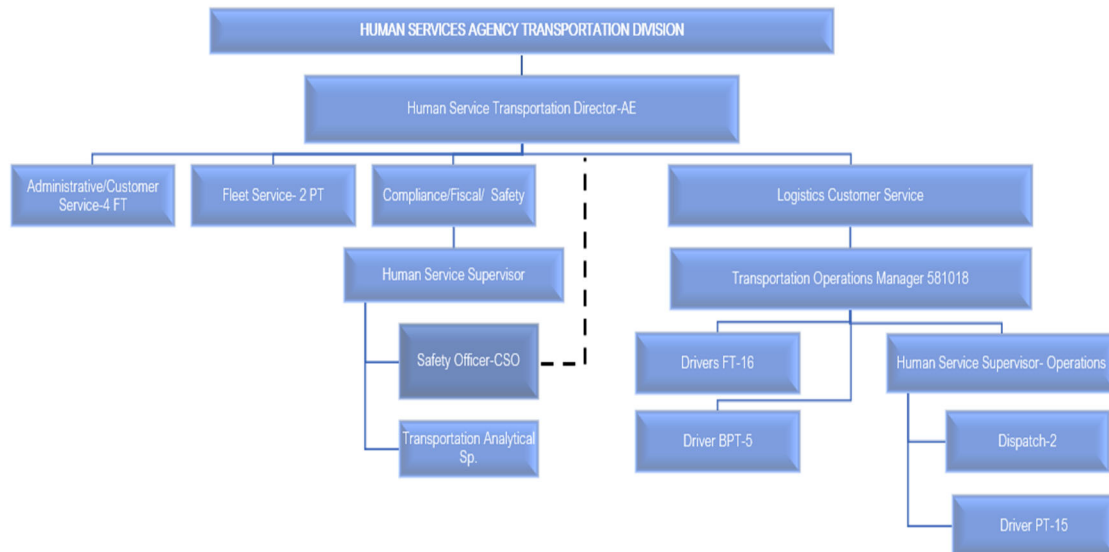 HUMAN SERVICES AGENCY TRANSPORTATION DIVISION
Human Service Transportation Director-AE
Administrative/Customer
Service-4 FT
Fleet Service- 2 PT
Compliance/Fiscal/ Safety
Logistics Customer Service
Human Service Supervisor
Transportation Operations Manager 581018
Safety Officer-CSO
Drivers FT-16
Human Service Supervisor- Operations
Transportation Analytical
Sp.
Driver BPT-5
Dispatch-2
Driver PT-15